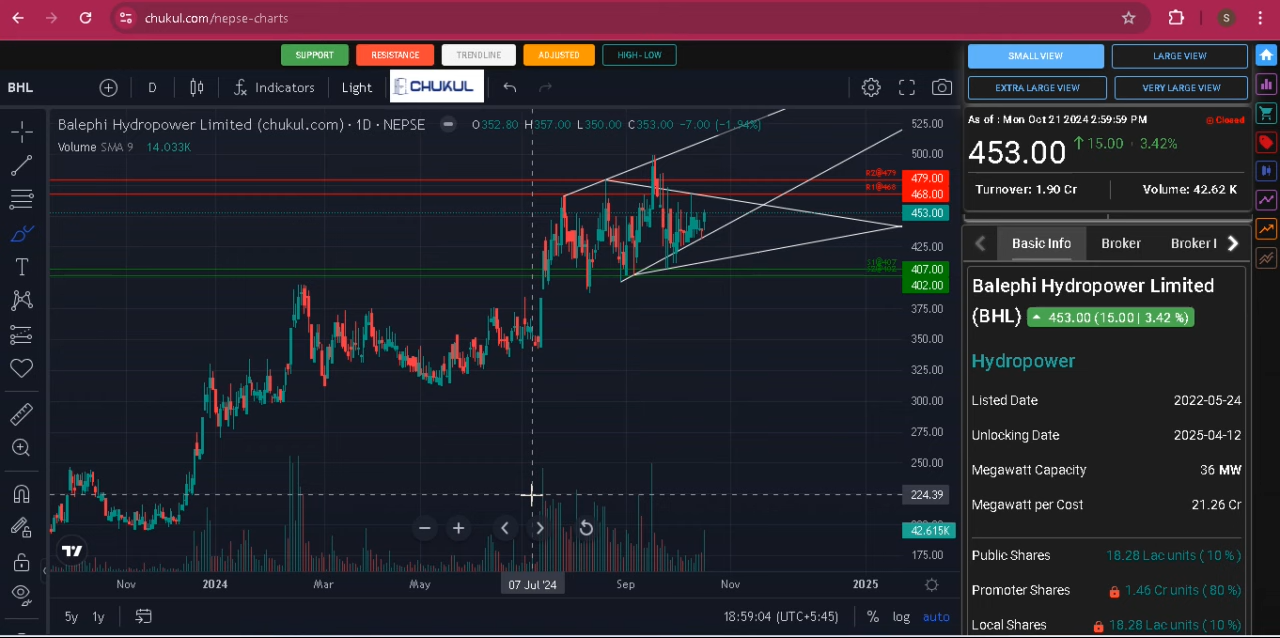 chukul.com/nepse-charts
S
SUPPORT RESISTANCE TRENDLINE ADJUSTED HIGH- LOW
SMALL VIEW LARGE VIEW
EXTRA LARGE VIEW VERY LARGE VIEW
BHL D Indicators Light CHUKUL
Balephi Hydropower Limited (chukul.com) · 1D · NEPSE O352.80 H357.00 L350.00 C353.00 -7.00 (-1.94%)
Volume SMA 9 14.033K
As of : Mon Oct 21 2024 2:59:59 PM Closed
453.00 ↑ 15.00 · 3.42%
Turnover: 1.90 Cr Volume: 42.62 K
525.00
500.00
R2@479 479.00
R1@468 468.00
453.00
425.00
S1@407 407.00
402.00
375.00
350.00
325.00
300.00
275.00
250.00
224.39
42.615K
175.00
Nov 2024 Mar May 07 Jul '24 Sep Nov 2025
5y 1y 18:59:04 (UTC+5:45) % log auto
Basic Info Broker Broker I
Balephi Hydropower Limited
(BHL) 453.00 (15.00 | 3.42 %)
Hydropower
Listed Date 2022-05-24
Unlocking Date 2025-04-12
Megawatt Capacity 36 MW
Megawatt per Cost 21.26 Cr
Public Shares 18.28 Lac units ( 10 % )
Promoter Shares 1.46 Cr units ( 80 % )
Local Shares 18.28 Lac units ( 10 % )